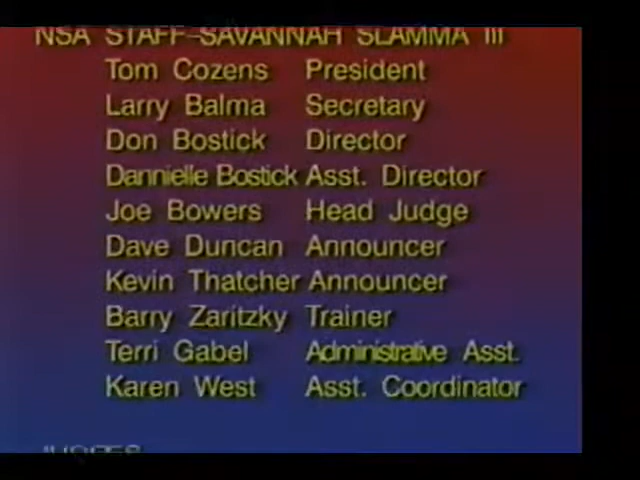 NSA STAFF-SAVANNAH SLAMMA III
Tom Cozens President
Larry Balma Secretary
Don Bostick Director
Dannielle Bostick Asst. Director
Joe Bowers Head Judge
Dave Duncan Announcer
Kevin Thatcher Announcer
Barry Zaritzky Trainer
Terri Gabel Administrative Asst.
Karen West Asst. Coordinator
JUDGES